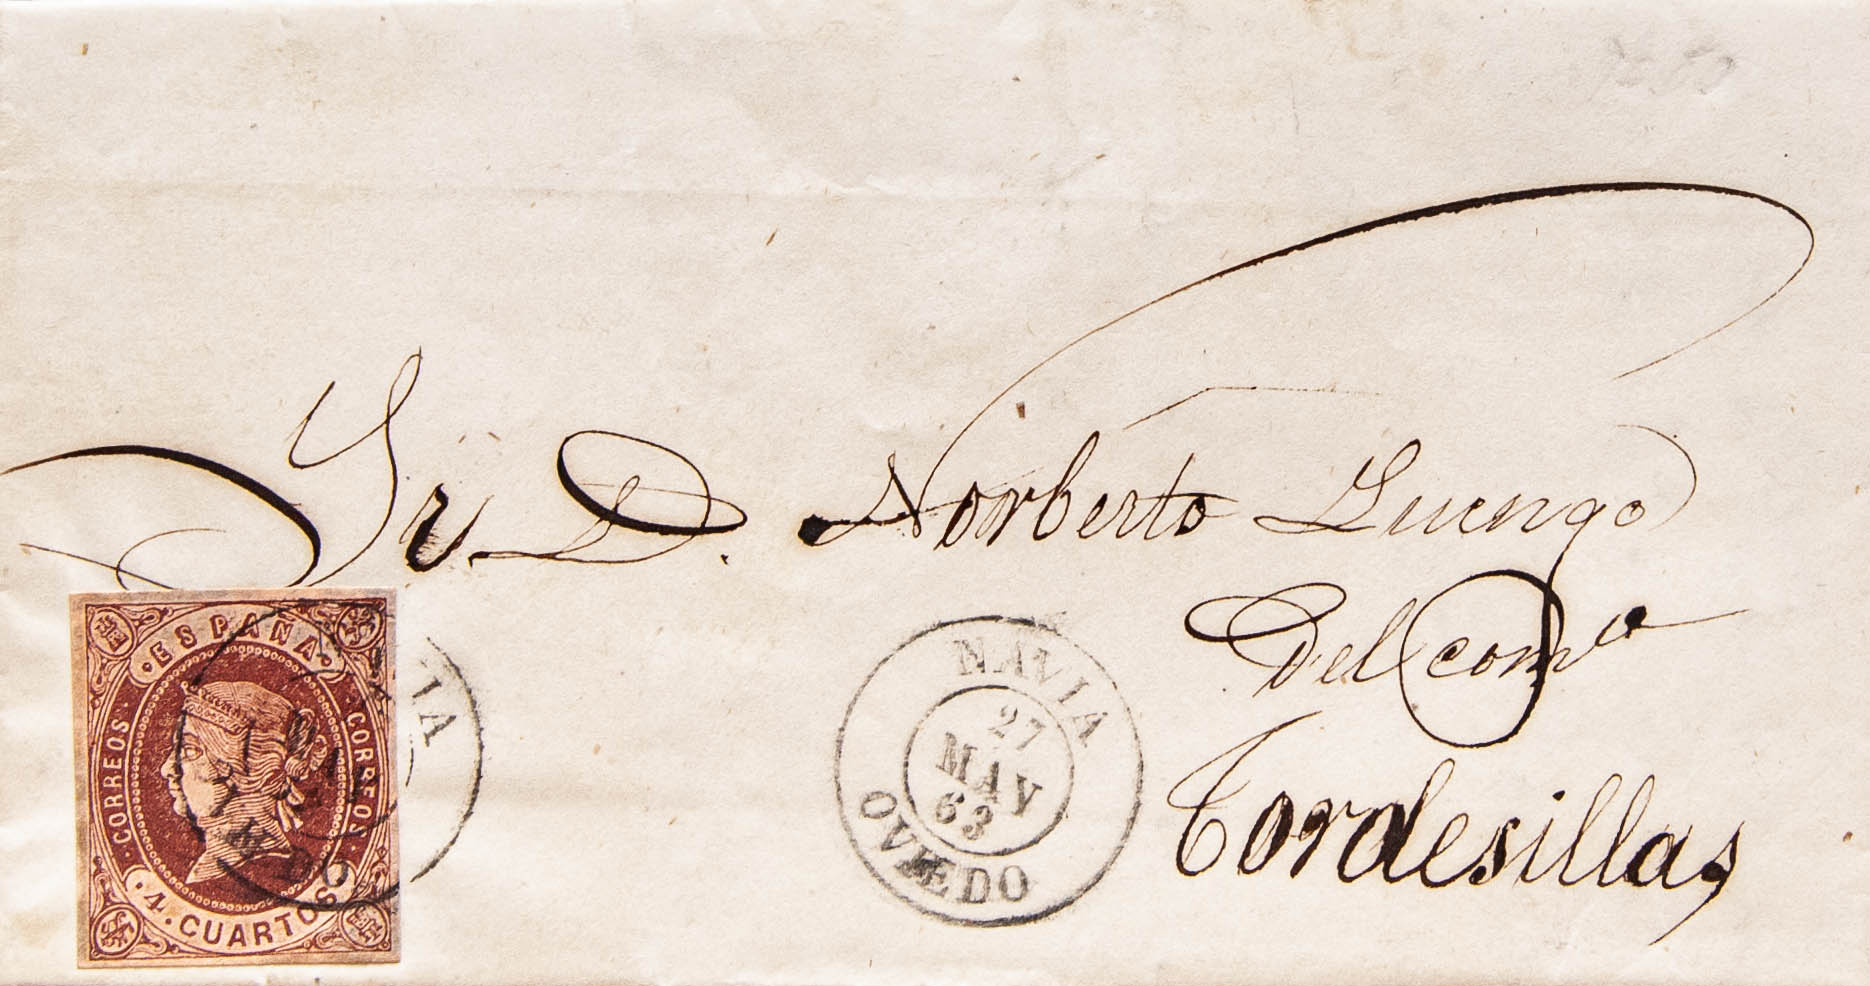 Sr. D. Norberto Luengo
Del comº
Tordesillas
NAVIA
27
MAY
63
OVIEDO
ESPAÑA
CORREOS
CORREOS
4 CUARTOS